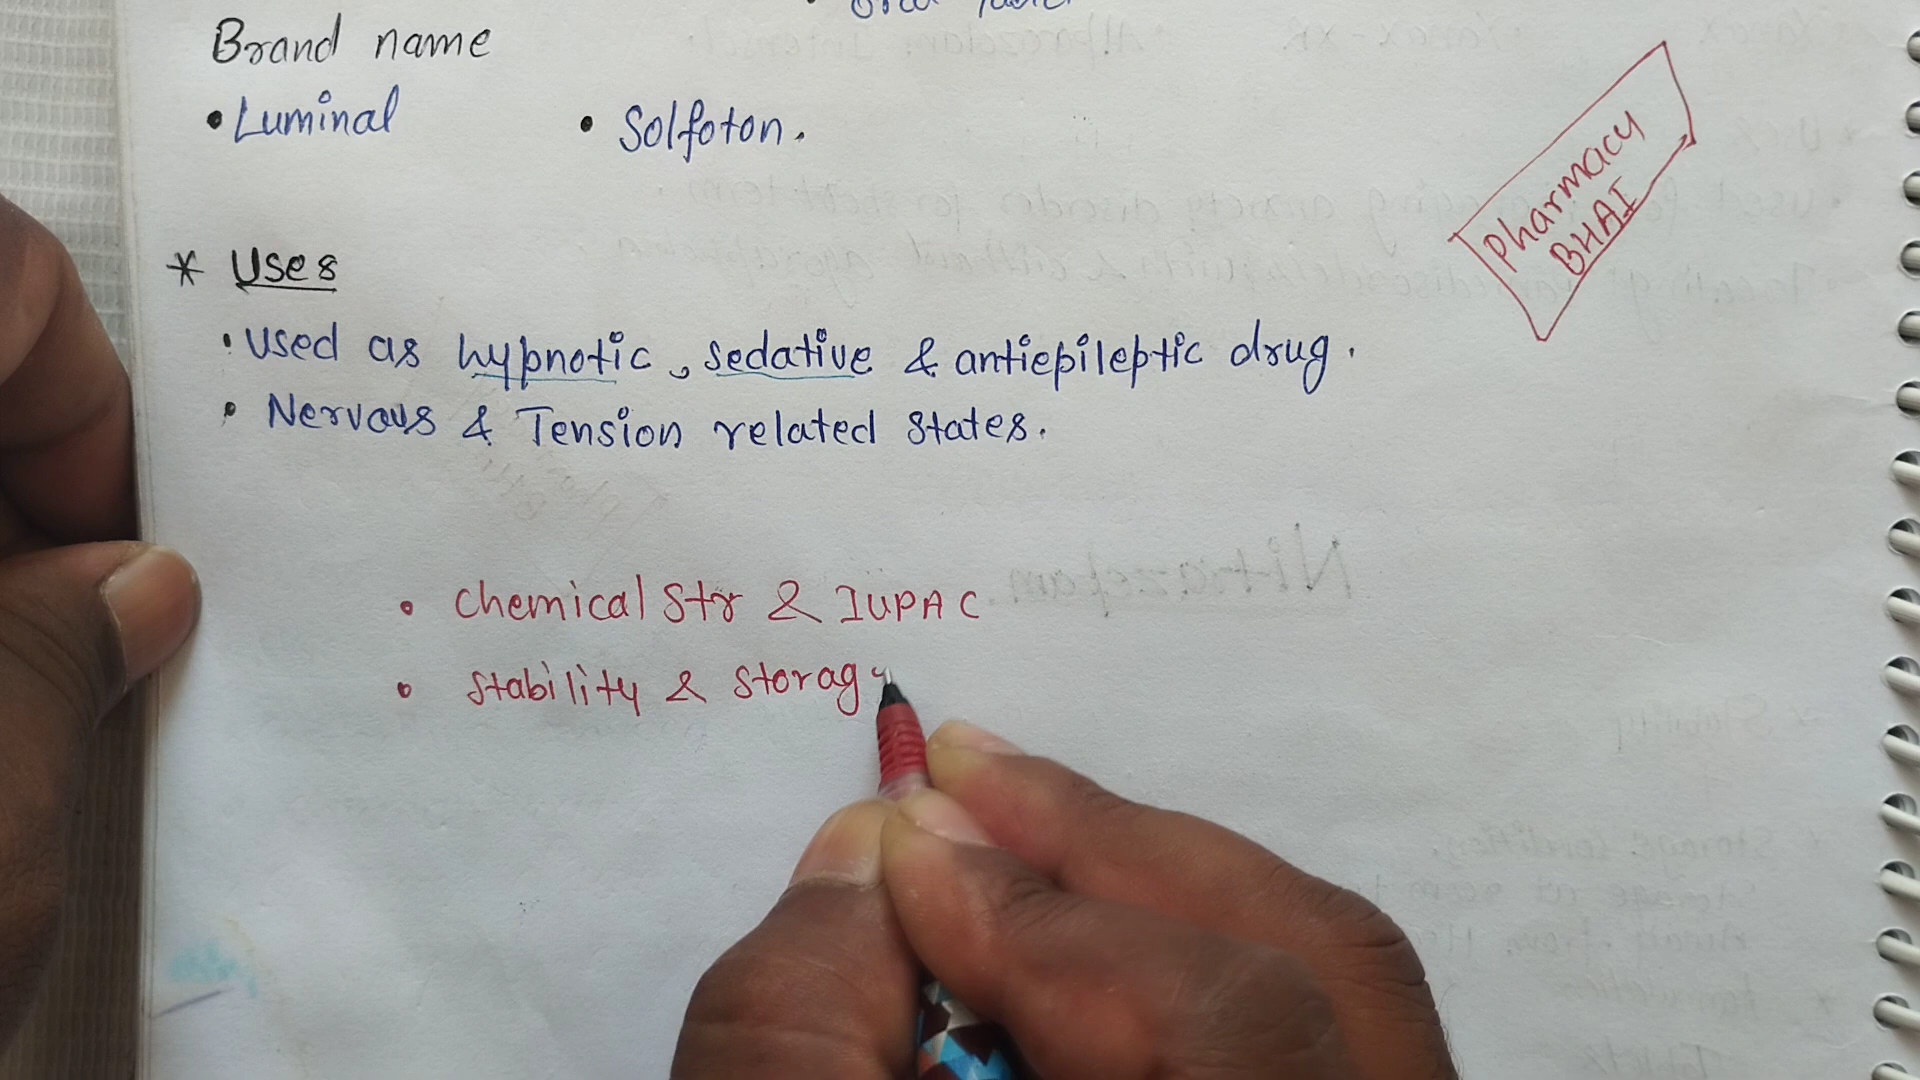 Brand name
• Luminal • Solfoton.
* Uses
• Used as hypnotic, sedative & antiepileptic drug.
• Nervous & Tension related states.
• Chemical Str & IUPAC
• Stability & Storag
Pharmacy
BHAI
Nitrazepam